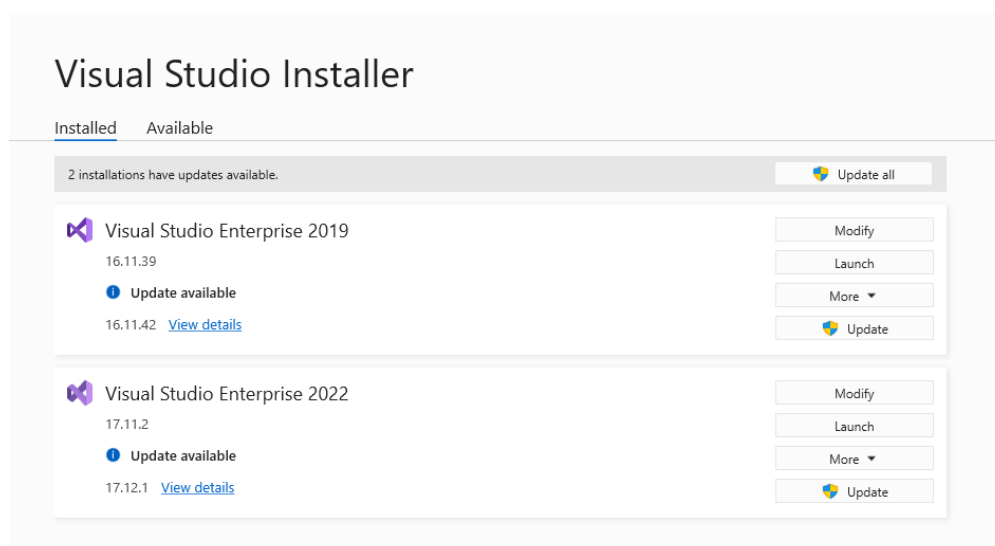 Visual Studio Installer
Installed Available
2 installations have updates available. Update all
Visual Studio Enterprise 2019 Modify
16.11.39 Launch
Update available More
16.11.42 View details Update
Visual Studio Enterprise 2022 Modify
17.11.2 Launch
Update available More
17.12.1 View details Update